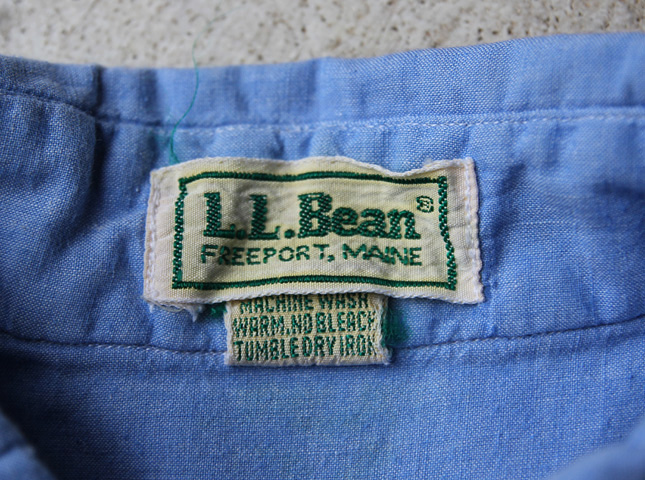 L.L.Bean®
FREEPORT, MAINE
MACHINE WASH
WARM.NO BLEACH
TUMBLE DRY IRON